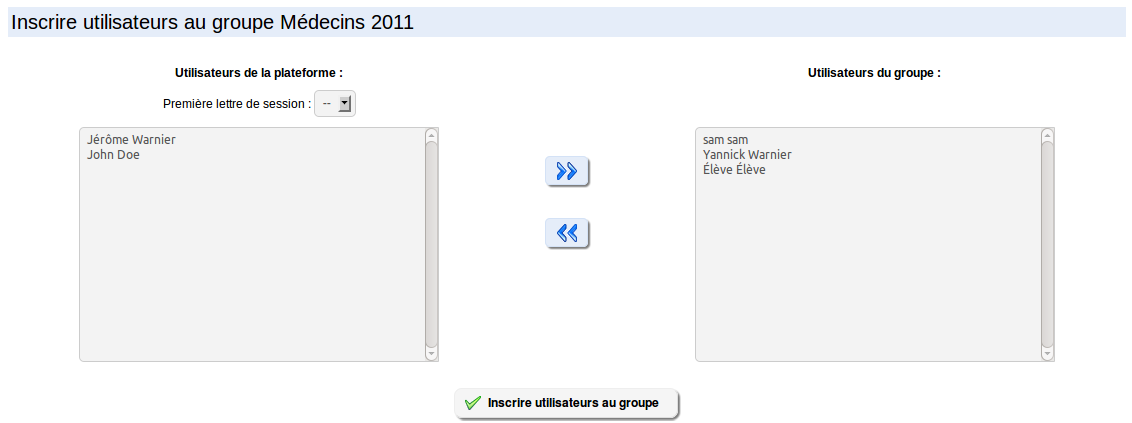 Inscrire utilisateurs au groupe Médecins 2011
Utilisateurs de la plateforme :
Utilisateurs du groupe :
Première lettre de session : --
Jérôme Warnier
John Doe
sam sam
Yannick Warnier
Élève Élève
Inscrire utilisateurs au groupe